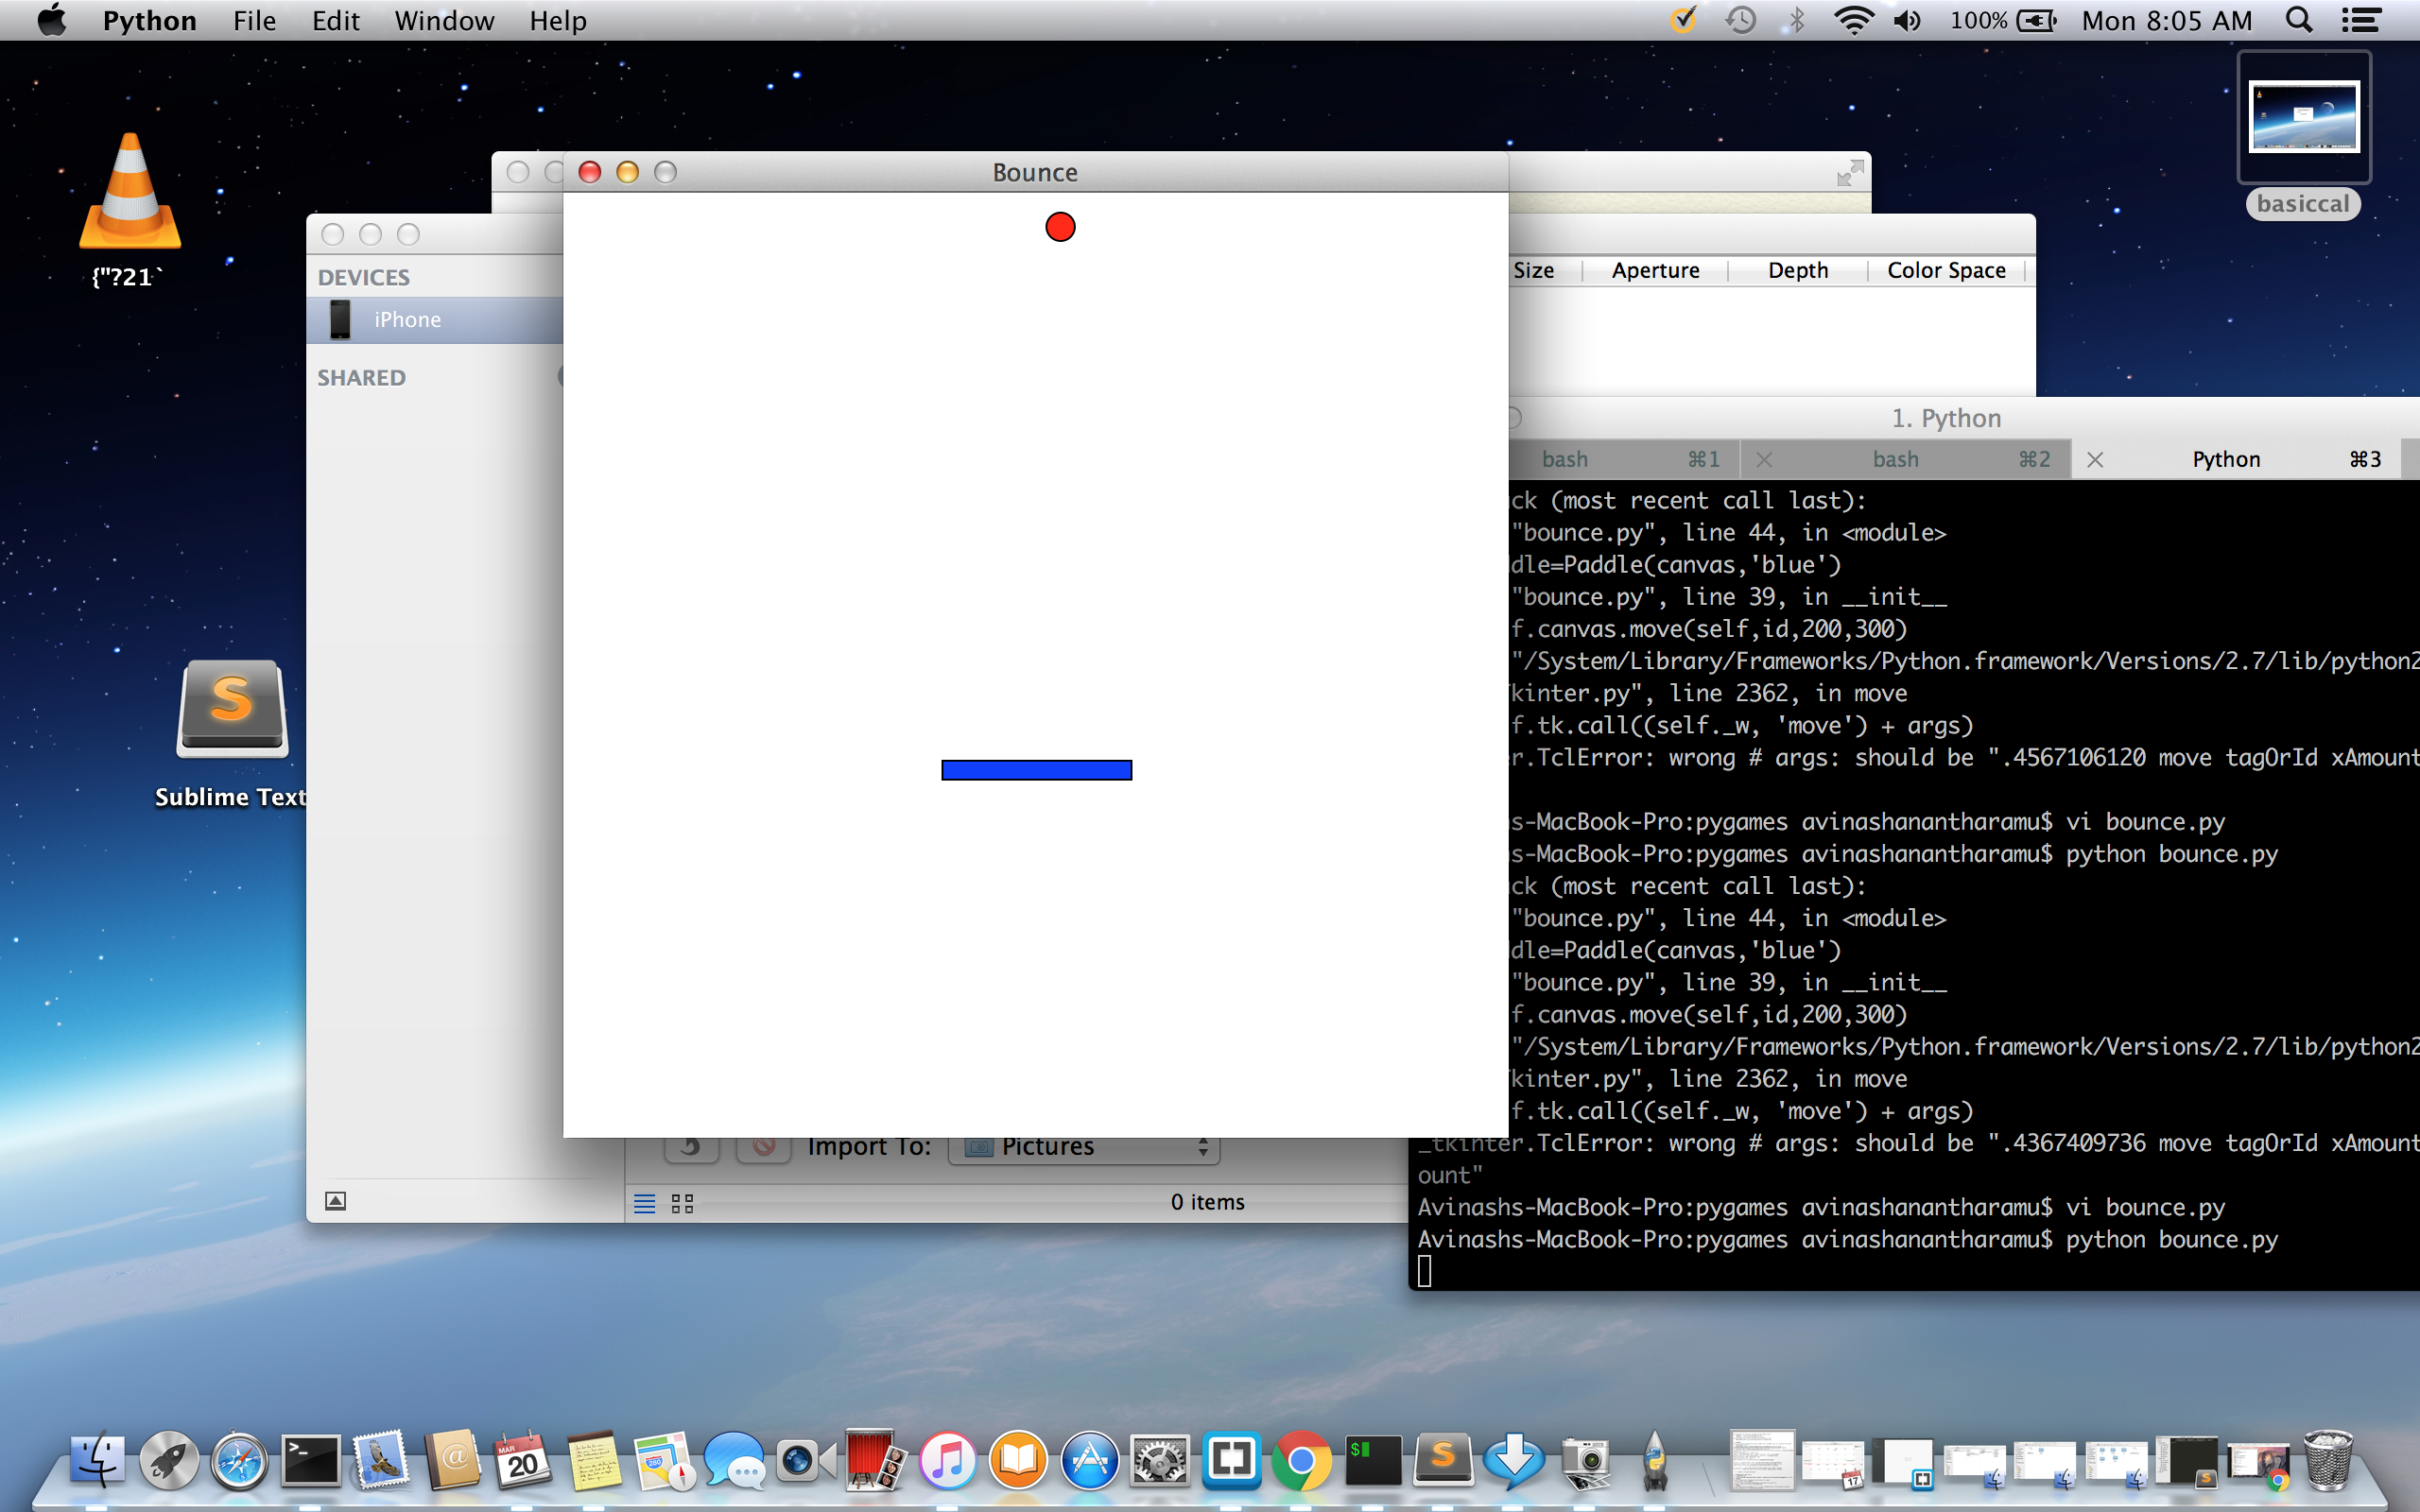 Python File Edit Window Help 100% Mon 8:05 AM
basiccal
{"?21`
Sublime Text
Bounce
DEVICES
iPhone
SHARED
Size Aperture Depth Color Space
1. Python
bash ⌘1 bash ⌘2 Python ⌘3
ck (most recent call last):
"bounce.py", line 44, in <module>
dle=Paddle(canvas,'blue')
"bounce.py", line 39, in __init__
f.canvas.move(self,id,200,300)
"/System/Library/Frameworks/Python.framework/Versions/2.7/lib/python2
kinter.py", line 2362, in move
f.tk.call((self._w, 'move') + args)
r.TclError: wrong # args: should be ".4567106120 move tagOrId xAmount
s-MacBook-Pro:pygames avinashanantharamu$ vi bounce.py
s-MacBook-Pro:pygames avinashanantharamu$ python bounce.py
ck (most recent call last):
"bounce.py", line 44, in <module>
dle=Paddle(canvas,'blue')
"bounce.py", line 39, in __init__
f.canvas.move(self,id,200,300)
"/System/Library/Frameworks/Python.framework/Versions/2.7/lib/python2
kinter.py", line 2362, in move
f.tk.call((self._w, 'move') + args)
_tkinter.TclError: wrong # args: should be ".4367409736 move tagOrId xAmount
ount"
Avinashs-MacBook-Pro:pygames avinashanantharamu$ vi bounce.py
Avinashs-MacBook-Pro:pygames avinashanantharamu$ python bounce.py
Import To: Pictures
0 items
MAR
20
17